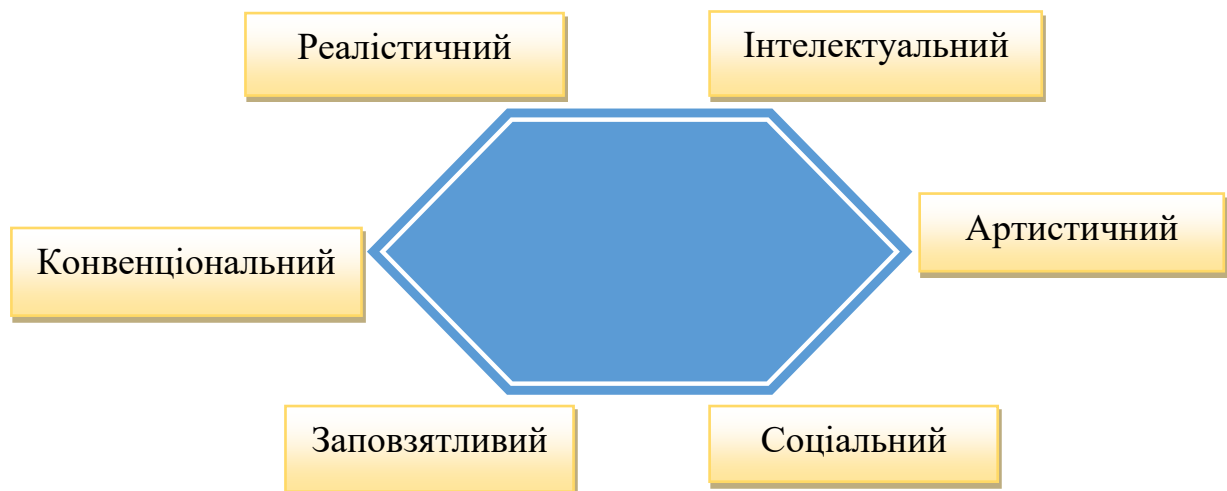 Реалістичний
Інтелектуальний
Артистичний
Конвенціональний
Заповзятливий
Соціальний